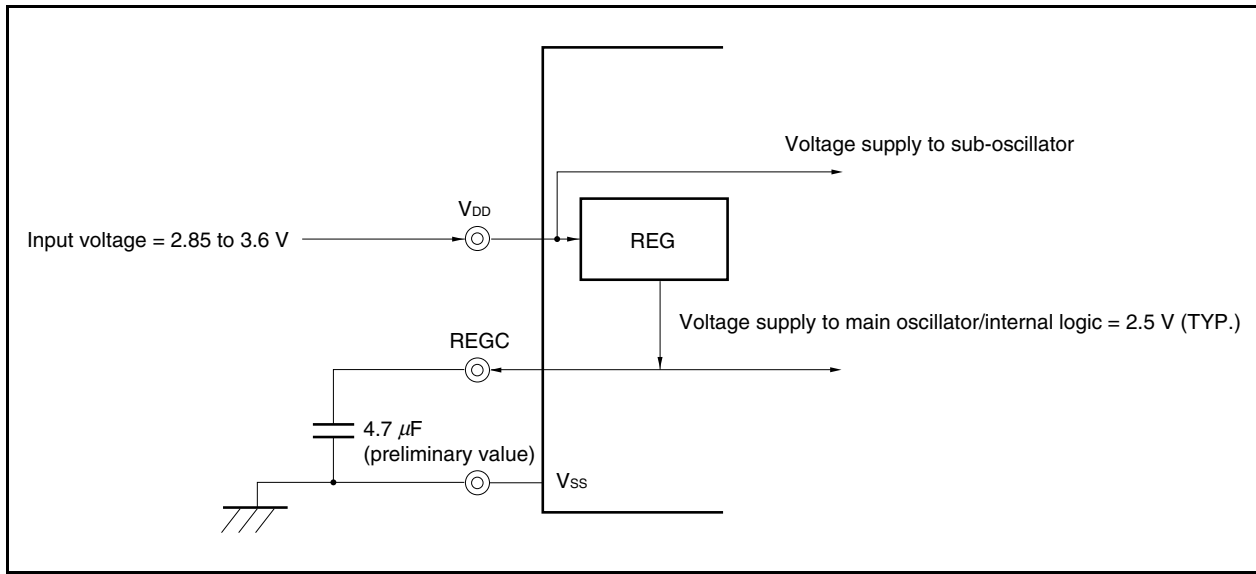 Voltage supply to sub-oscillator
VDD
Input voltage = 2.85 to 3.6 V
REG
Voltage supply to main oscillator/internal logic = 2.5 V (TYP.)
REGC
4.7 μF
(preliminary value)
VSS